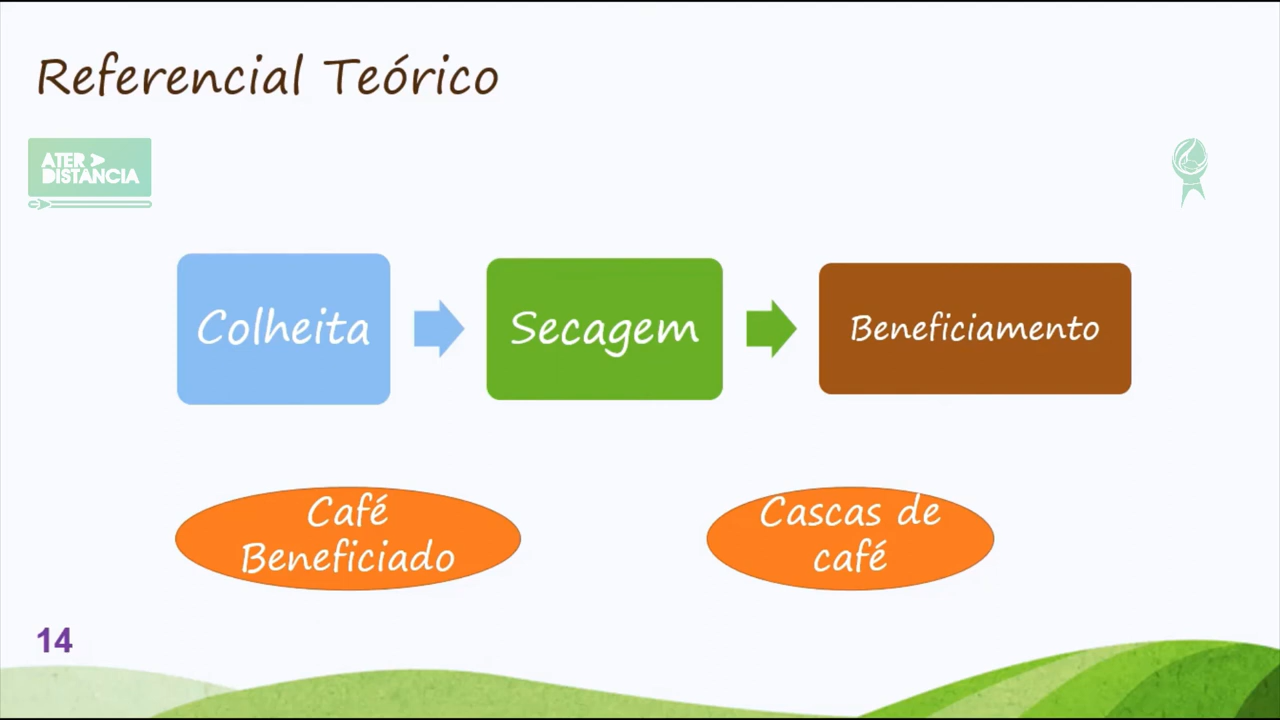 Referencial Teórico
ATER
DISTANCIA
Colheita
Secagem
Beneficiamento
Café
Beneficiado
Cascas de
café
14